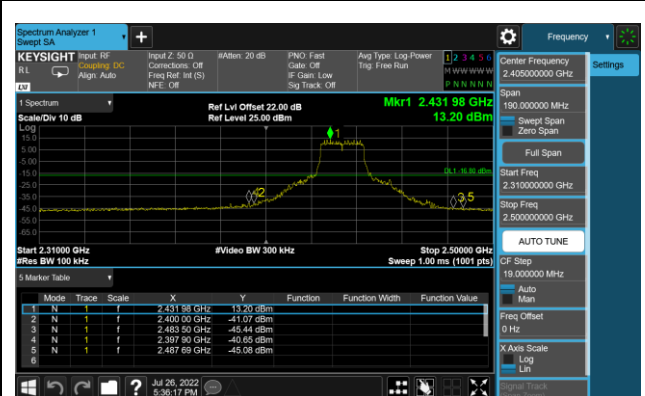 Spectrum Analyzer 1
Swept SA
+
Frequency
KEYSIGHT
RL
LXI
Input: RF
Coupling: DC
Align: Auto
Input Z: 50 Ω
Corrections: Off
Freq Ref: Int (S)
NFE: Off
#Atten: 20 dB
PNO: Fast
Gate: Off
IF Gain: Low
Sig Track: Off
Avg Type: Log-Power
Trig: Free Run
1 2 3 4 5 6
M W W W W W
P N N N N N
Center Frequency
2.405000000 GHz
Settings
Span
190.000000 MHz
Swept Span
Zero Span
Full Span
Start Freq
2.310000000 GHz
Stop Freq
2.500000000 GHz
AUTO TUNE
CF Step
19.000000 MHz
Auto
Man
Freq Offset
0 Hz
X Axis Scale
Log
Lin
Signal Track
1 Spectrum
Scale/Div 10 dB
Log
Ref Lvl Offset 22.00 dB
Ref Level 25.00 dBm
Mkr1 2.431 98 GHz
13.20 dBm
15.0
5.00
-5.00
-15.0
-25.0
-35.0
-45.0
-55.0
-65.0
1
DL1 -16.80 dBm
42
3 5
Start 2.31000 GHz
#Res BW 100 kHz
#Video BW 300 kHz
Stop 2.50000 GHz
Sweep 1.00 ms (1001 pts)
5 Marker Table
Mode Trace Scale X Y Function Function Width Function Value
1 N 1 f 2.431 98 GHz 13.20 dBm
2 N 1 f 2.400 00 GHz -41.07 dBm
3 N 1 f 2.483 50 GHz -45.44 dBm
4 N 1 f 2.397 90 GHz -40.65 dBm
5 N 1 f 2.487 69 GHz -45.08 dBm
6
?
Jul 26, 2022
5:36:17 PM